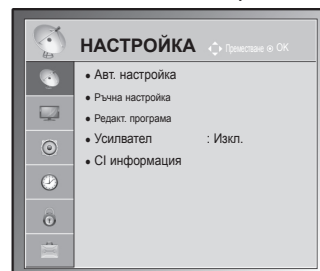 НАСТРОЙКА Преместване OK
• Авт. настройка
• Ръчна настройка
• Редакт. програма
• Усилвател : Изкл.
• CI информация